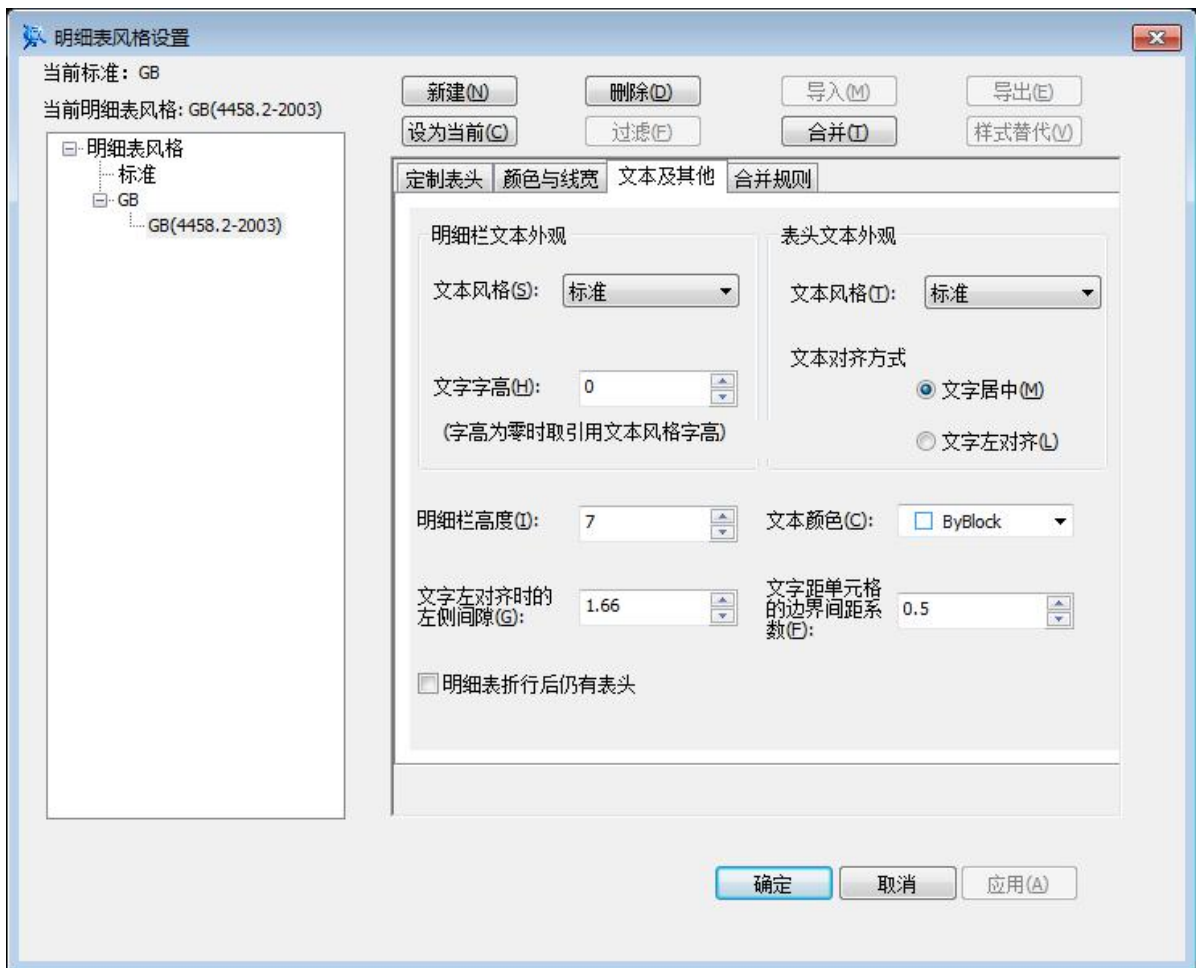 明细表风格设置
当前标准: GB
当前明细表风格: GB(4458.2-2003)
新建(N) 删除(D) 导入(M) 导出(E)
设为当前(C) 过滤(F) 合并(T) 样式替代(V)
明细表风格
标准
GB
GB(4458.2-2003)
定制表头 颜色与线宽 文本及其他 合并规则
明细栏文本外观 表头文本外观
文本风格(S): 标准 文本风格(T): 标准
文本对齐方式
文字字高(H): 0 文字居中(M)
(字高为零时取引用文本风格字高) 文字左对齐(L)
明细栏高度(I): 7 文本颜色(C): ByBlock
文字左对齐时的
左侧间隙(G): 1.66
文字距单元格
的边界间距系
数(F): 0.5
明细表折行后仍有表头
确定 取消 应用(A)